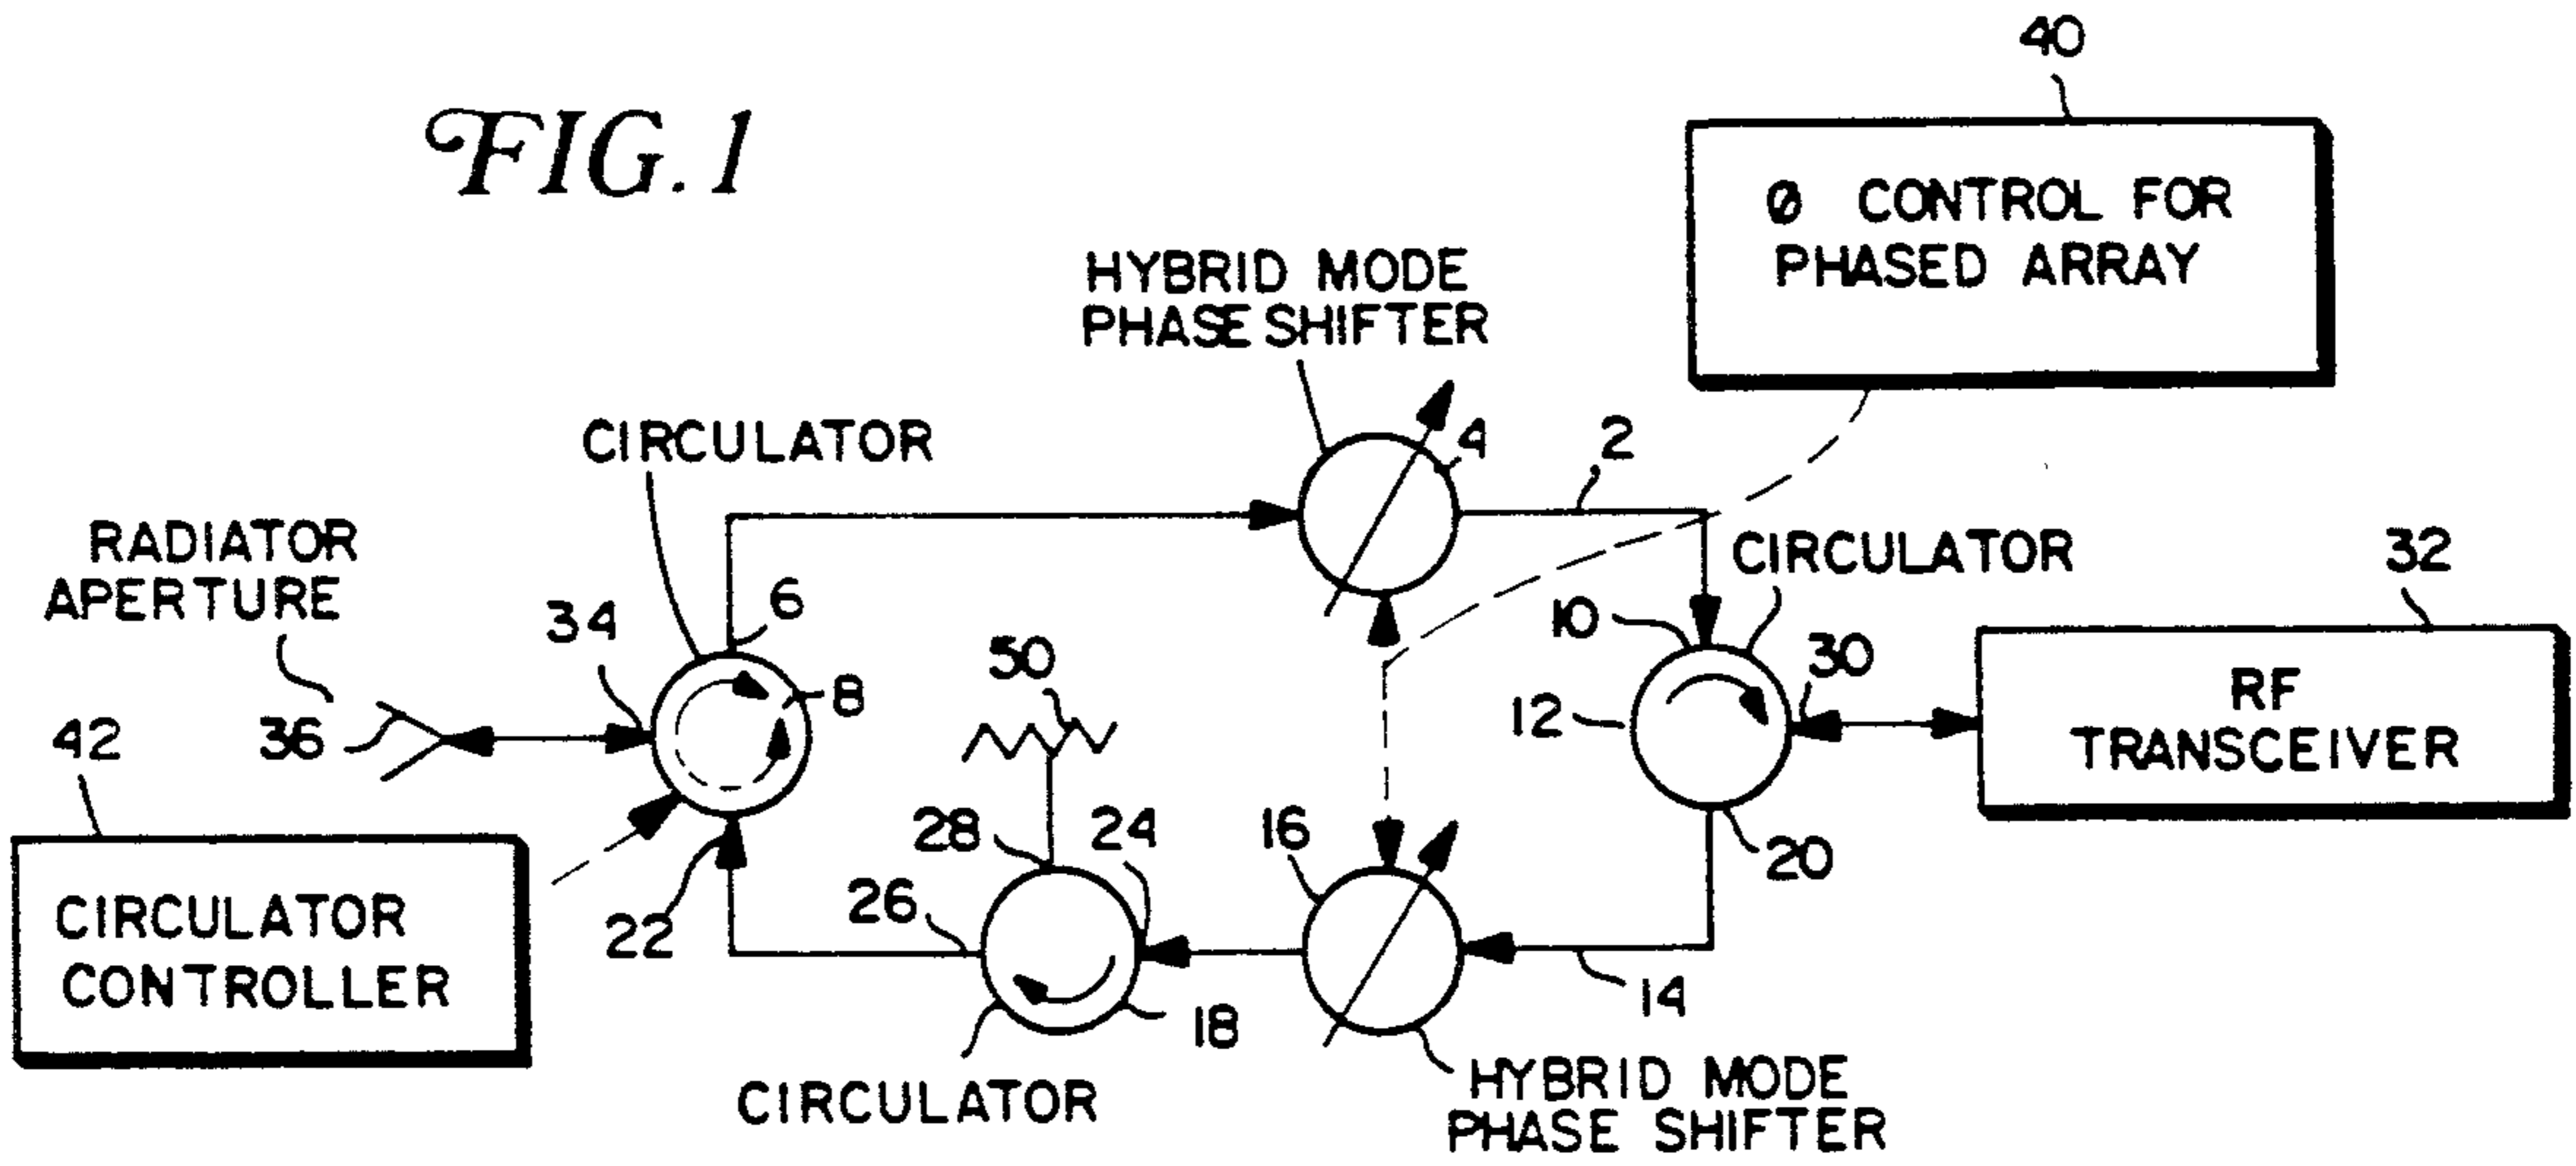 FIG. 1
40
Ø CONTROL FOR
PHASED ARRAY
HYBRID MODE
PHASE SHIFTER
4
2
CIRCULATOR
RADIATOR
APERTURE
34
6
8
36
50
CIRCULATOR
10
12
30
32
RF
TRANSCEIVER
42
CIRCULATOR
CONTROLLER
22
26
28
24
16
20
14
18
CIRCULATOR
HYBRID MODE
PHASE SHIFTER